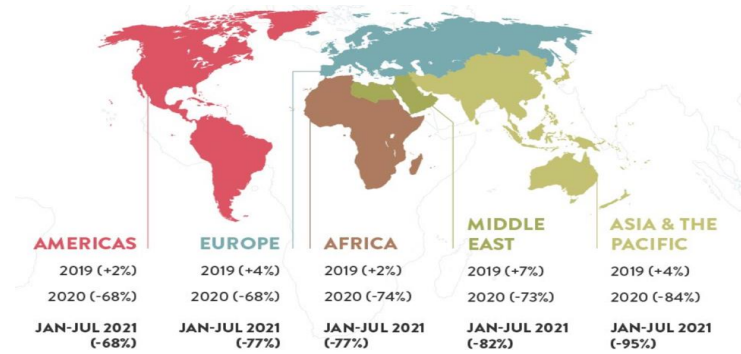 AMERICAS
2019 (+2%)
2020 (-68%)
JAN-JUL 2021
(-68%)
EUROPE
2019 (+4%)
2020 (-68%)
JAN-JUL 2021
(-77%)
AFRICA
2019 (+2%)
2020 (-74%)
JAN-JUL 2021
(-77%)
MIDDLE
EAST
2019 (+7%)
2020 (-73%)
JAN-JUL 2021
(-82%)
ASIA & THE
PACIFIC
2019 (+4%)
2020 (-84%)
JAN-JUL 2021
(-95%)